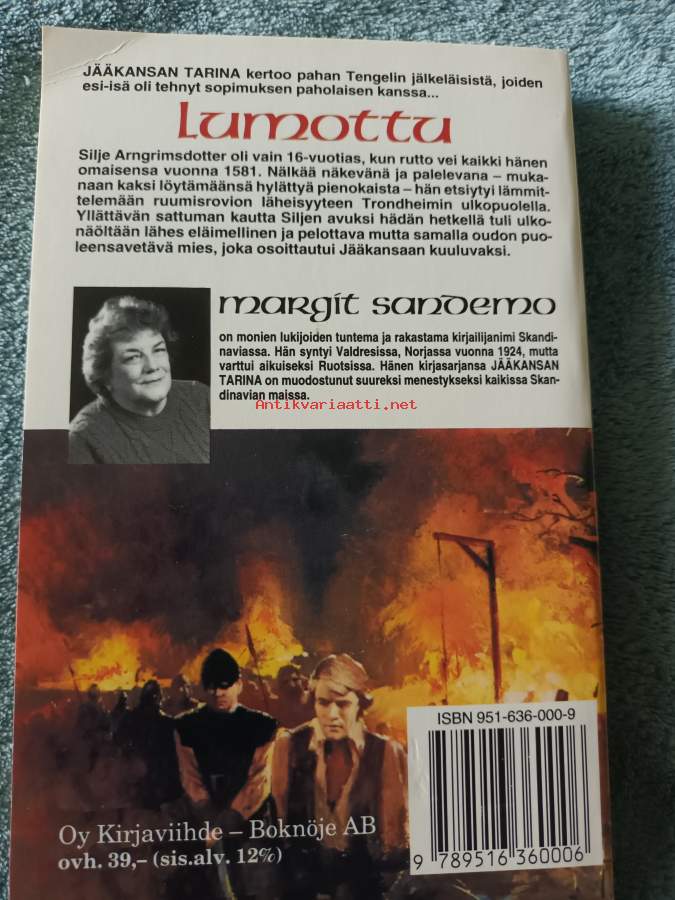 JÄÄKANSAN TARINA kertoo pahan Tengelin jälkeläisistä, joiden
esi-isä oli tehnyt sopimuksen paholaisen kanssa...
Lumottu
Silje Arngrimsdotter oli vain 16-vuotias, kun rutto vei kaikki hänen
omaisensa vuonna 1581. Nälkää näkevänä ja palelevana – muka-
naan kaksi löytämäänsä hylättyä pienokaista – hän etsiytyi lämmit-
telemään ruumisrovion läheisyyteen Trondheimin ulkopuolella.
Yllättävän sattuman kautta Siljen avuksi hädän hetkellä tuli ulko-
näöltään lähes eläimellinen ja pelottava mutta samalla oudon puo-
leensavetävä mies, joka osoittautui Jääkansaan kuuluvaksi.
margit sandemo
on monien lukijoiden tuntema ja rakastama kirjailijanimi Skandi-
naviassa. Hän syntyi Valdresissa, Norjassa vuonna 1924, mutta
varttui aikuiseksi Ruotsissa. Hänen kirjasarjansa JÄÄKANSAN
TARINA on muodostunut suureksi menestykseksi kaikissa Skan-
dinavian maissa.
Antikvariaatti.net
ISBN 951-636-000-9
Oy Kirjaviihde – Boknöje AB
ovh. 39,– (sis.alv. 12%)
9 789516 360006